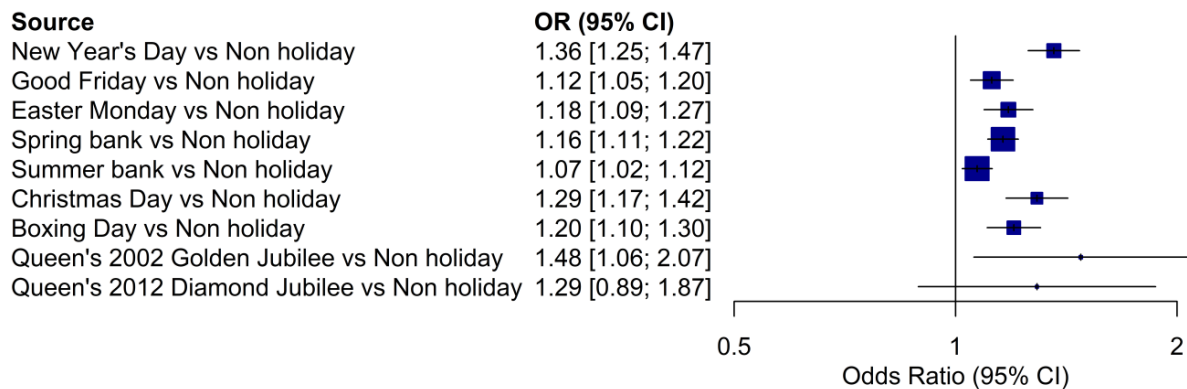 Source OR (95% CI)
New Year's Day vs Non holiday 1.36 [1.25; 1.47]
Good Friday vs Non holiday 1.12 [1.05; 1.20]
Easter Monday vs Non holiday 1.18 [1.09; 1.27]
Spring bank vs Non holiday 1.16 [1.11; 1.22]
Summer bank vs Non holiday 1.07 [1.02; 1.12]
Christmas Day vs Non holiday 1.29 [1.17; 1.42]
Boxing Day vs Non holiday 1.20 [1.10; 1.30]
Queen's 2002 Golden Jubilee vs Non holiday 1.48 [1.06; 2.07]
Queen's 2012 Diamond Jubilee vs Non holiday 1.29 [0.89; 1.87]
0.5 1 2
Odds Ratio (95% CI)